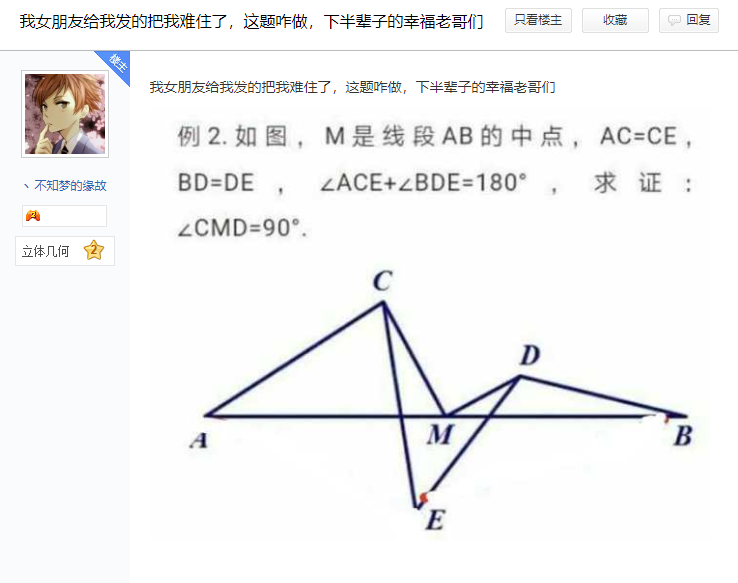 我女朋友给我发的把我难住了，这题咋做，下半辈子的幸福老哥们
只看楼主
收藏
回复
楼主
我女朋友给我发的把我难住了，这题咋做，下半辈子的幸福老哥们
、不知梦的缘故
立体几何 2
例 2. 如图， M是线段AB的中点， AC=CE，
BD=DE ， ∠ACE+∠BDE=180° ， 求证：
∠CMD=90°.
C
D
A
M
B
E